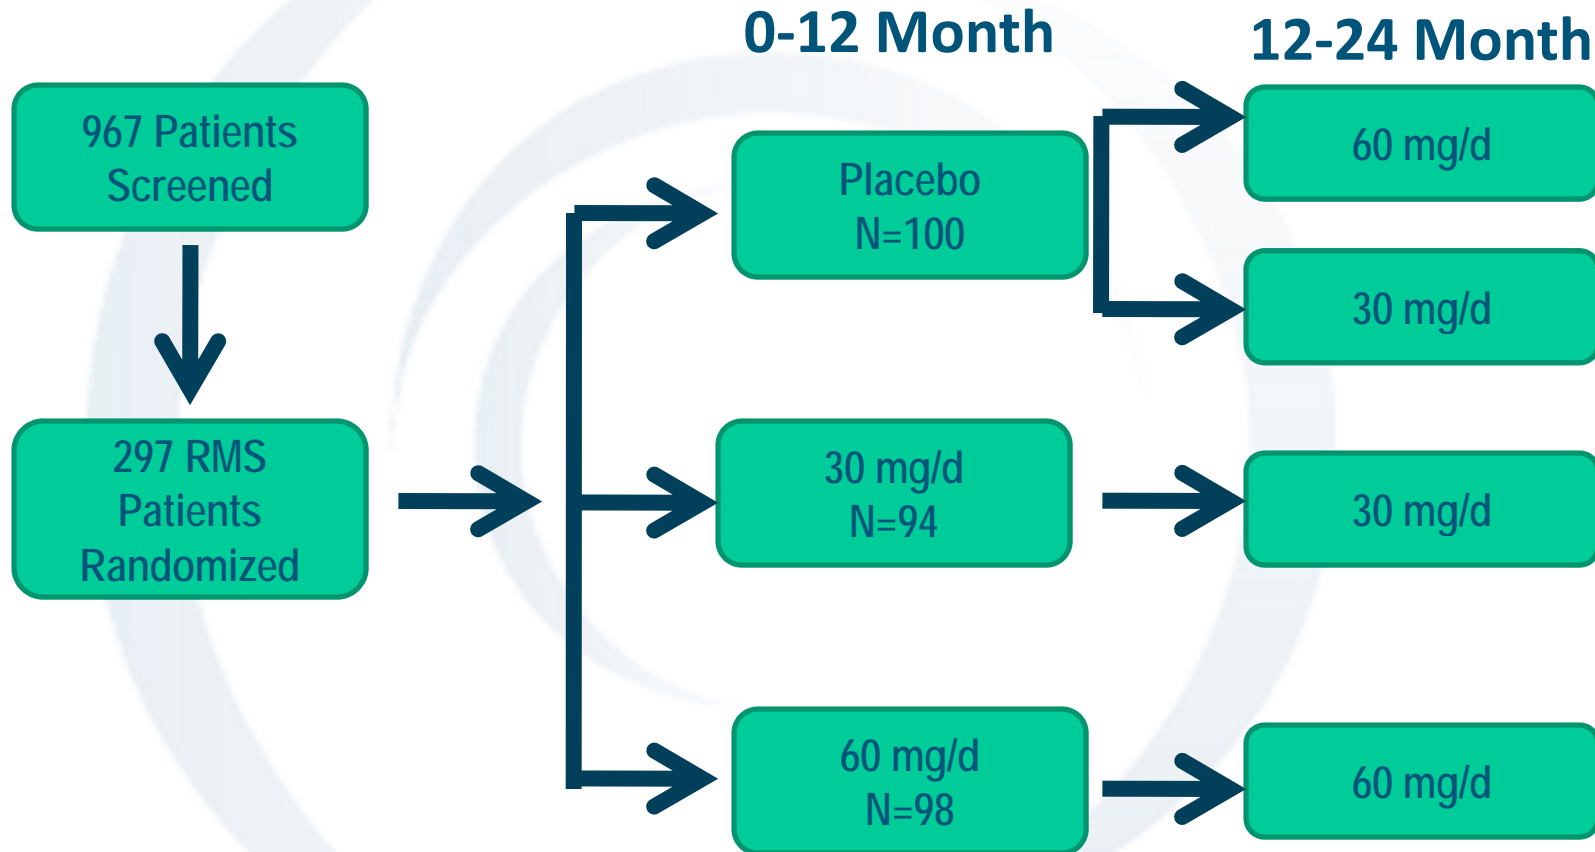 0-12 Month
12-24 Month
967 Patients
Screened
297 RMS
Patients
Randomized
Placebo
N=100
30 mg/d
N=94
60 mg/d
N=98
60 mg/d
30 mg/d
30 mg/d
60 mg/d